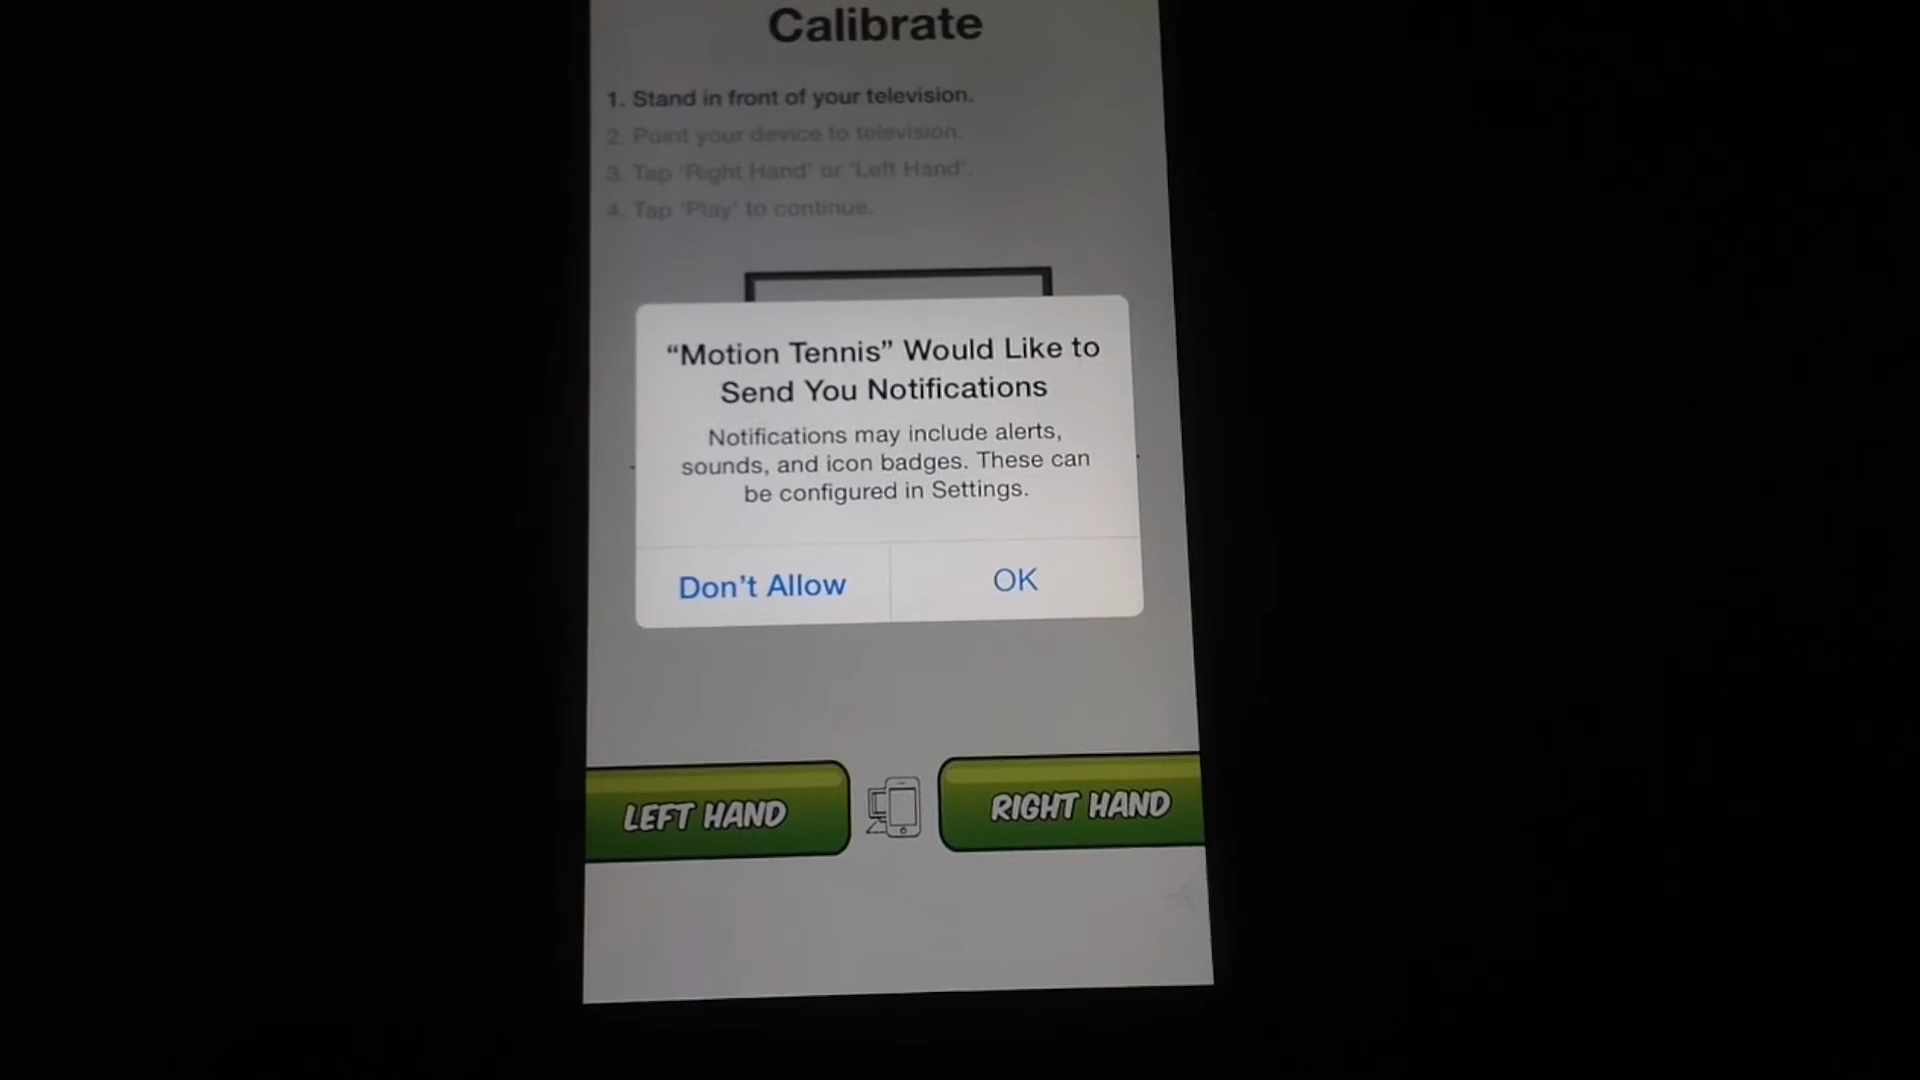 Calibrate
1. Stand in front of your television.
2. Point your device to television.
3. Tap 'Right Hand' or 'Left Hand'.
4. Tap 'Play' to continue.
“Motion Tennis” Would Like to
Send You Notifications
Notifications may include alerts,
sounds, and icon badges. These can
be configured in Settings.
Don’t Allow
OK
LEFT HAND
RIGHT HAND